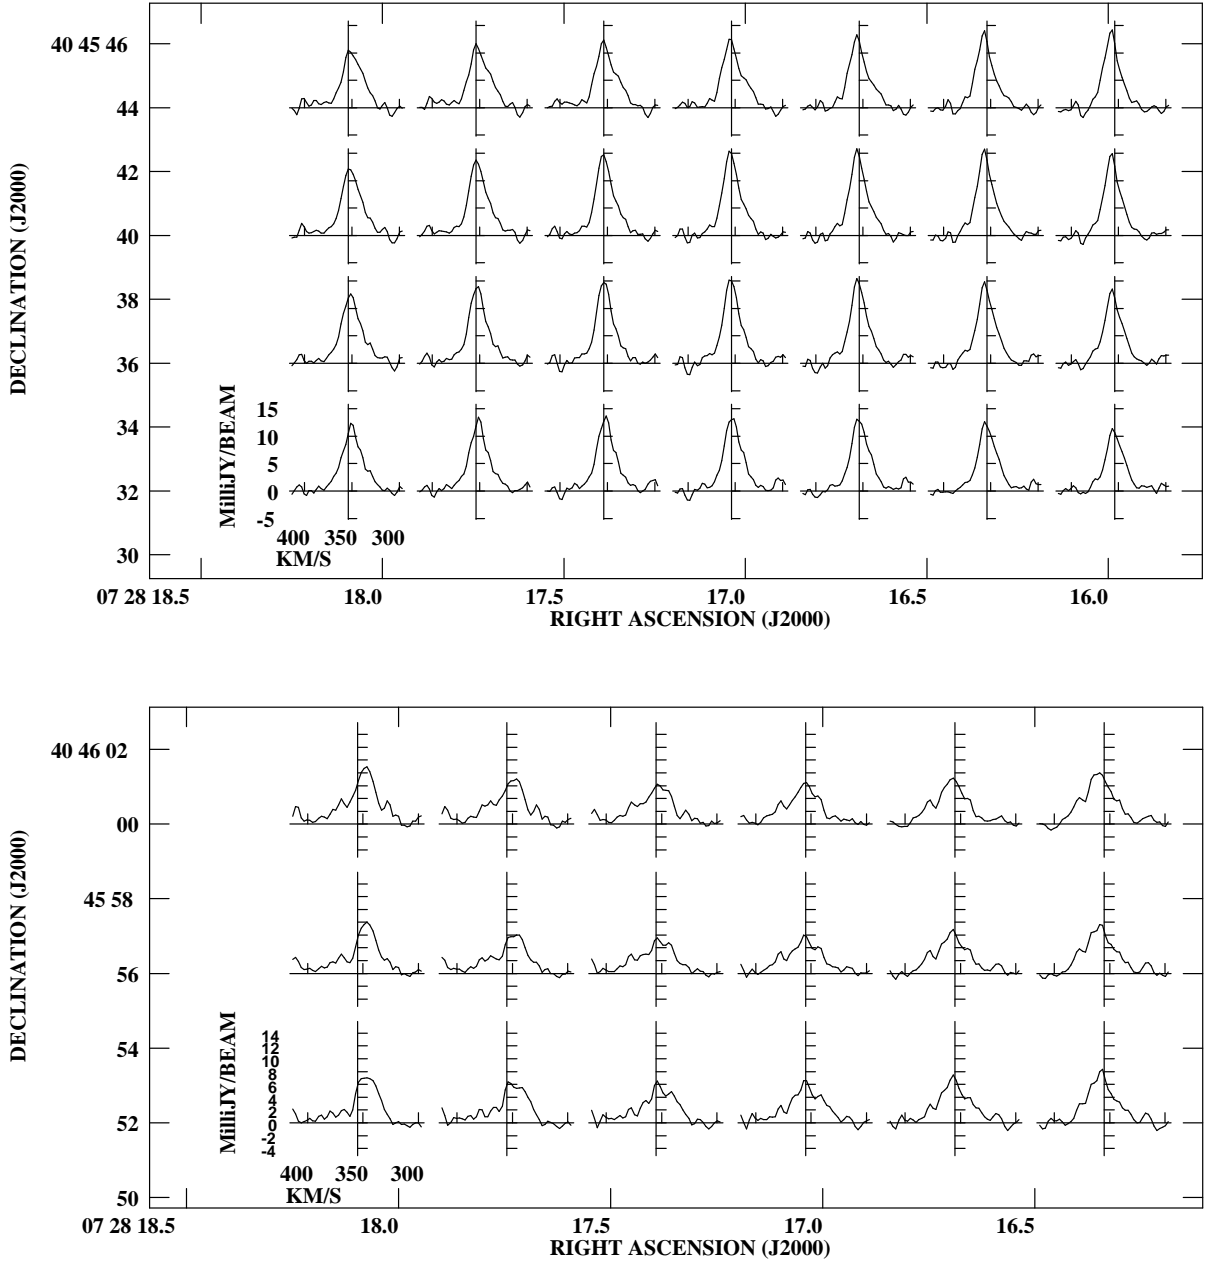 40 45 46
44
42
40
38
36
34
32
30
DECLINATION (J2000)
MilliJY/BEAM
15
10
5
0
-5
400 350 300
KM/S
07 28 18.5 18.0 17.5 17.0 16.5 16.0
RIGHT ASCENSION (J2000)
40 46 02
00
45 58
56
54
52
50
DECLINATION (J2000)
MilliJY/BEAM
14
12
10
8
6
4
2
0
-2
-4
400 350 300
KM/S
07 28 18.5 18.0 17.5 17.0 16.5
RIGHT ASCENSION (J2000)